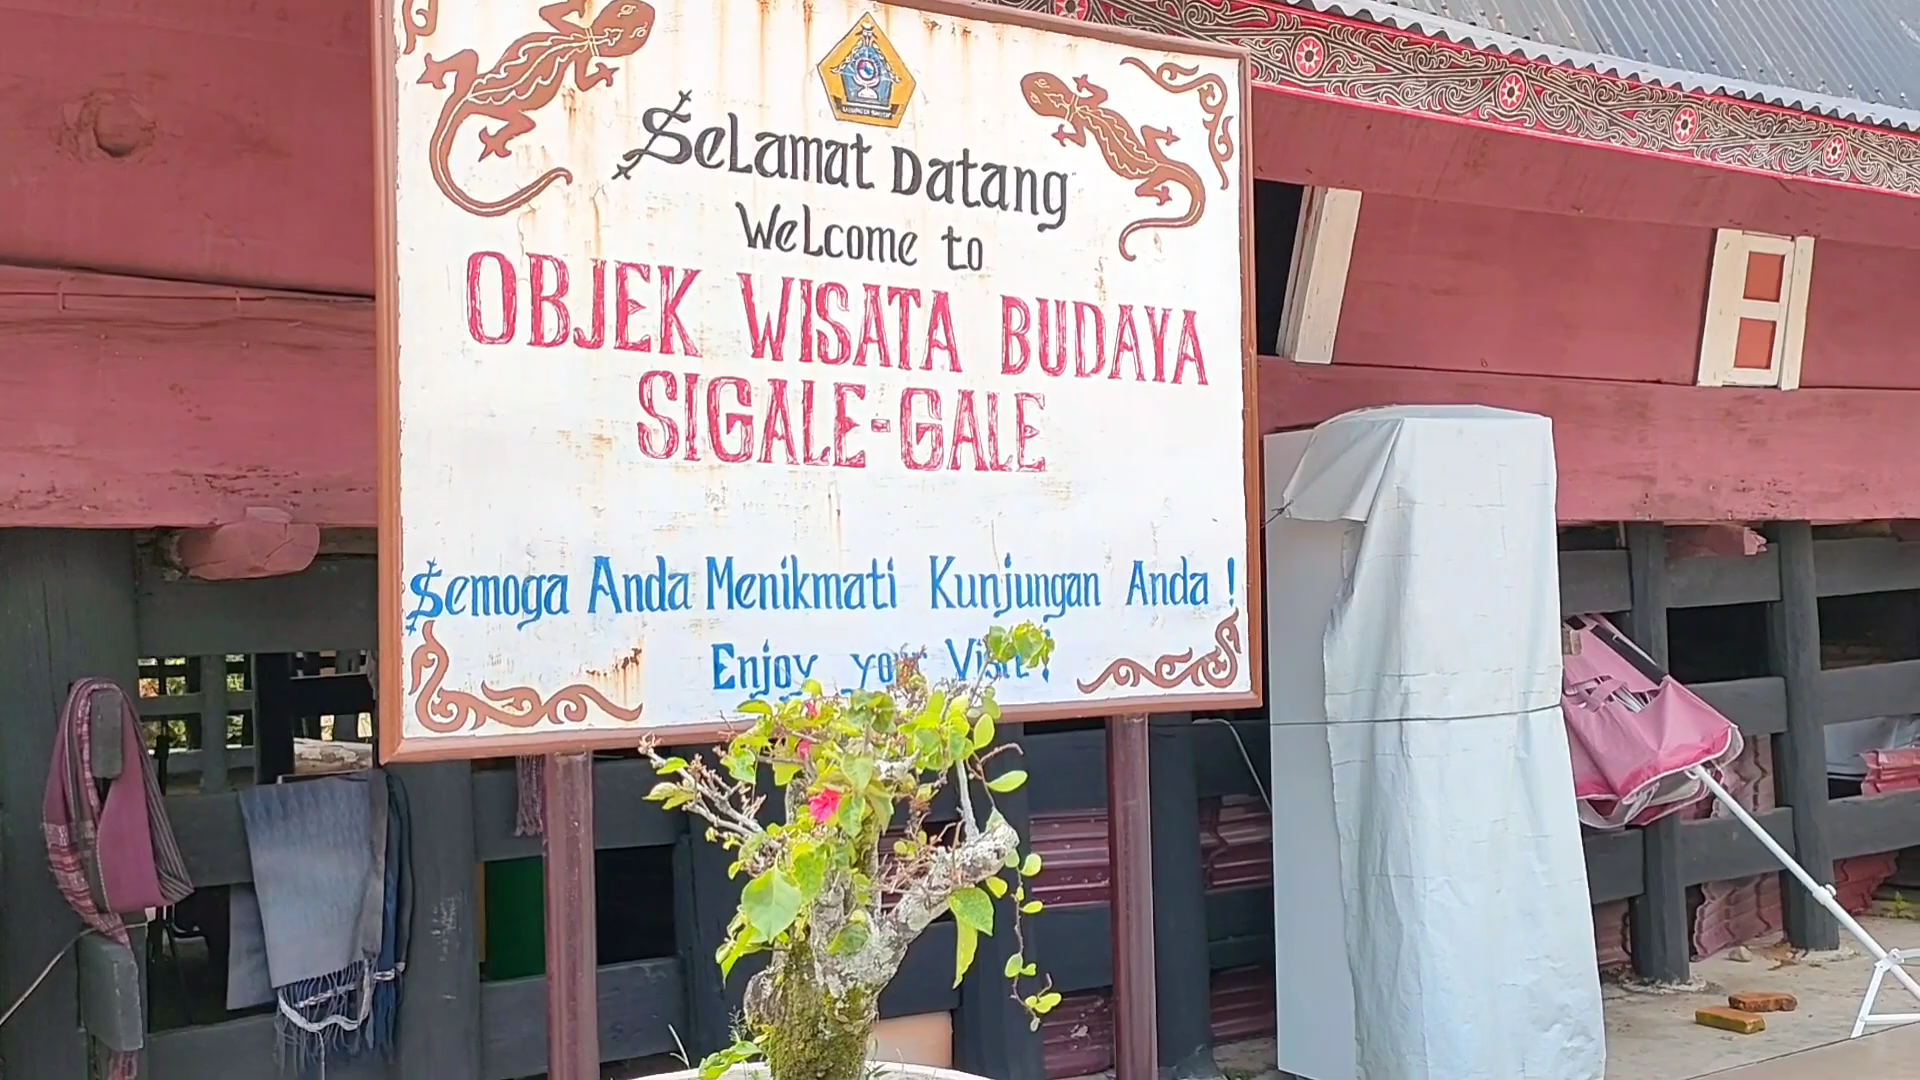 Selamat Datang
Welcome to
OBJEK WISATA BUDAYA
SIGALE-GALE
Semoga Anda Menikmati Kunjungan Anda !
Enjoy your Visit !